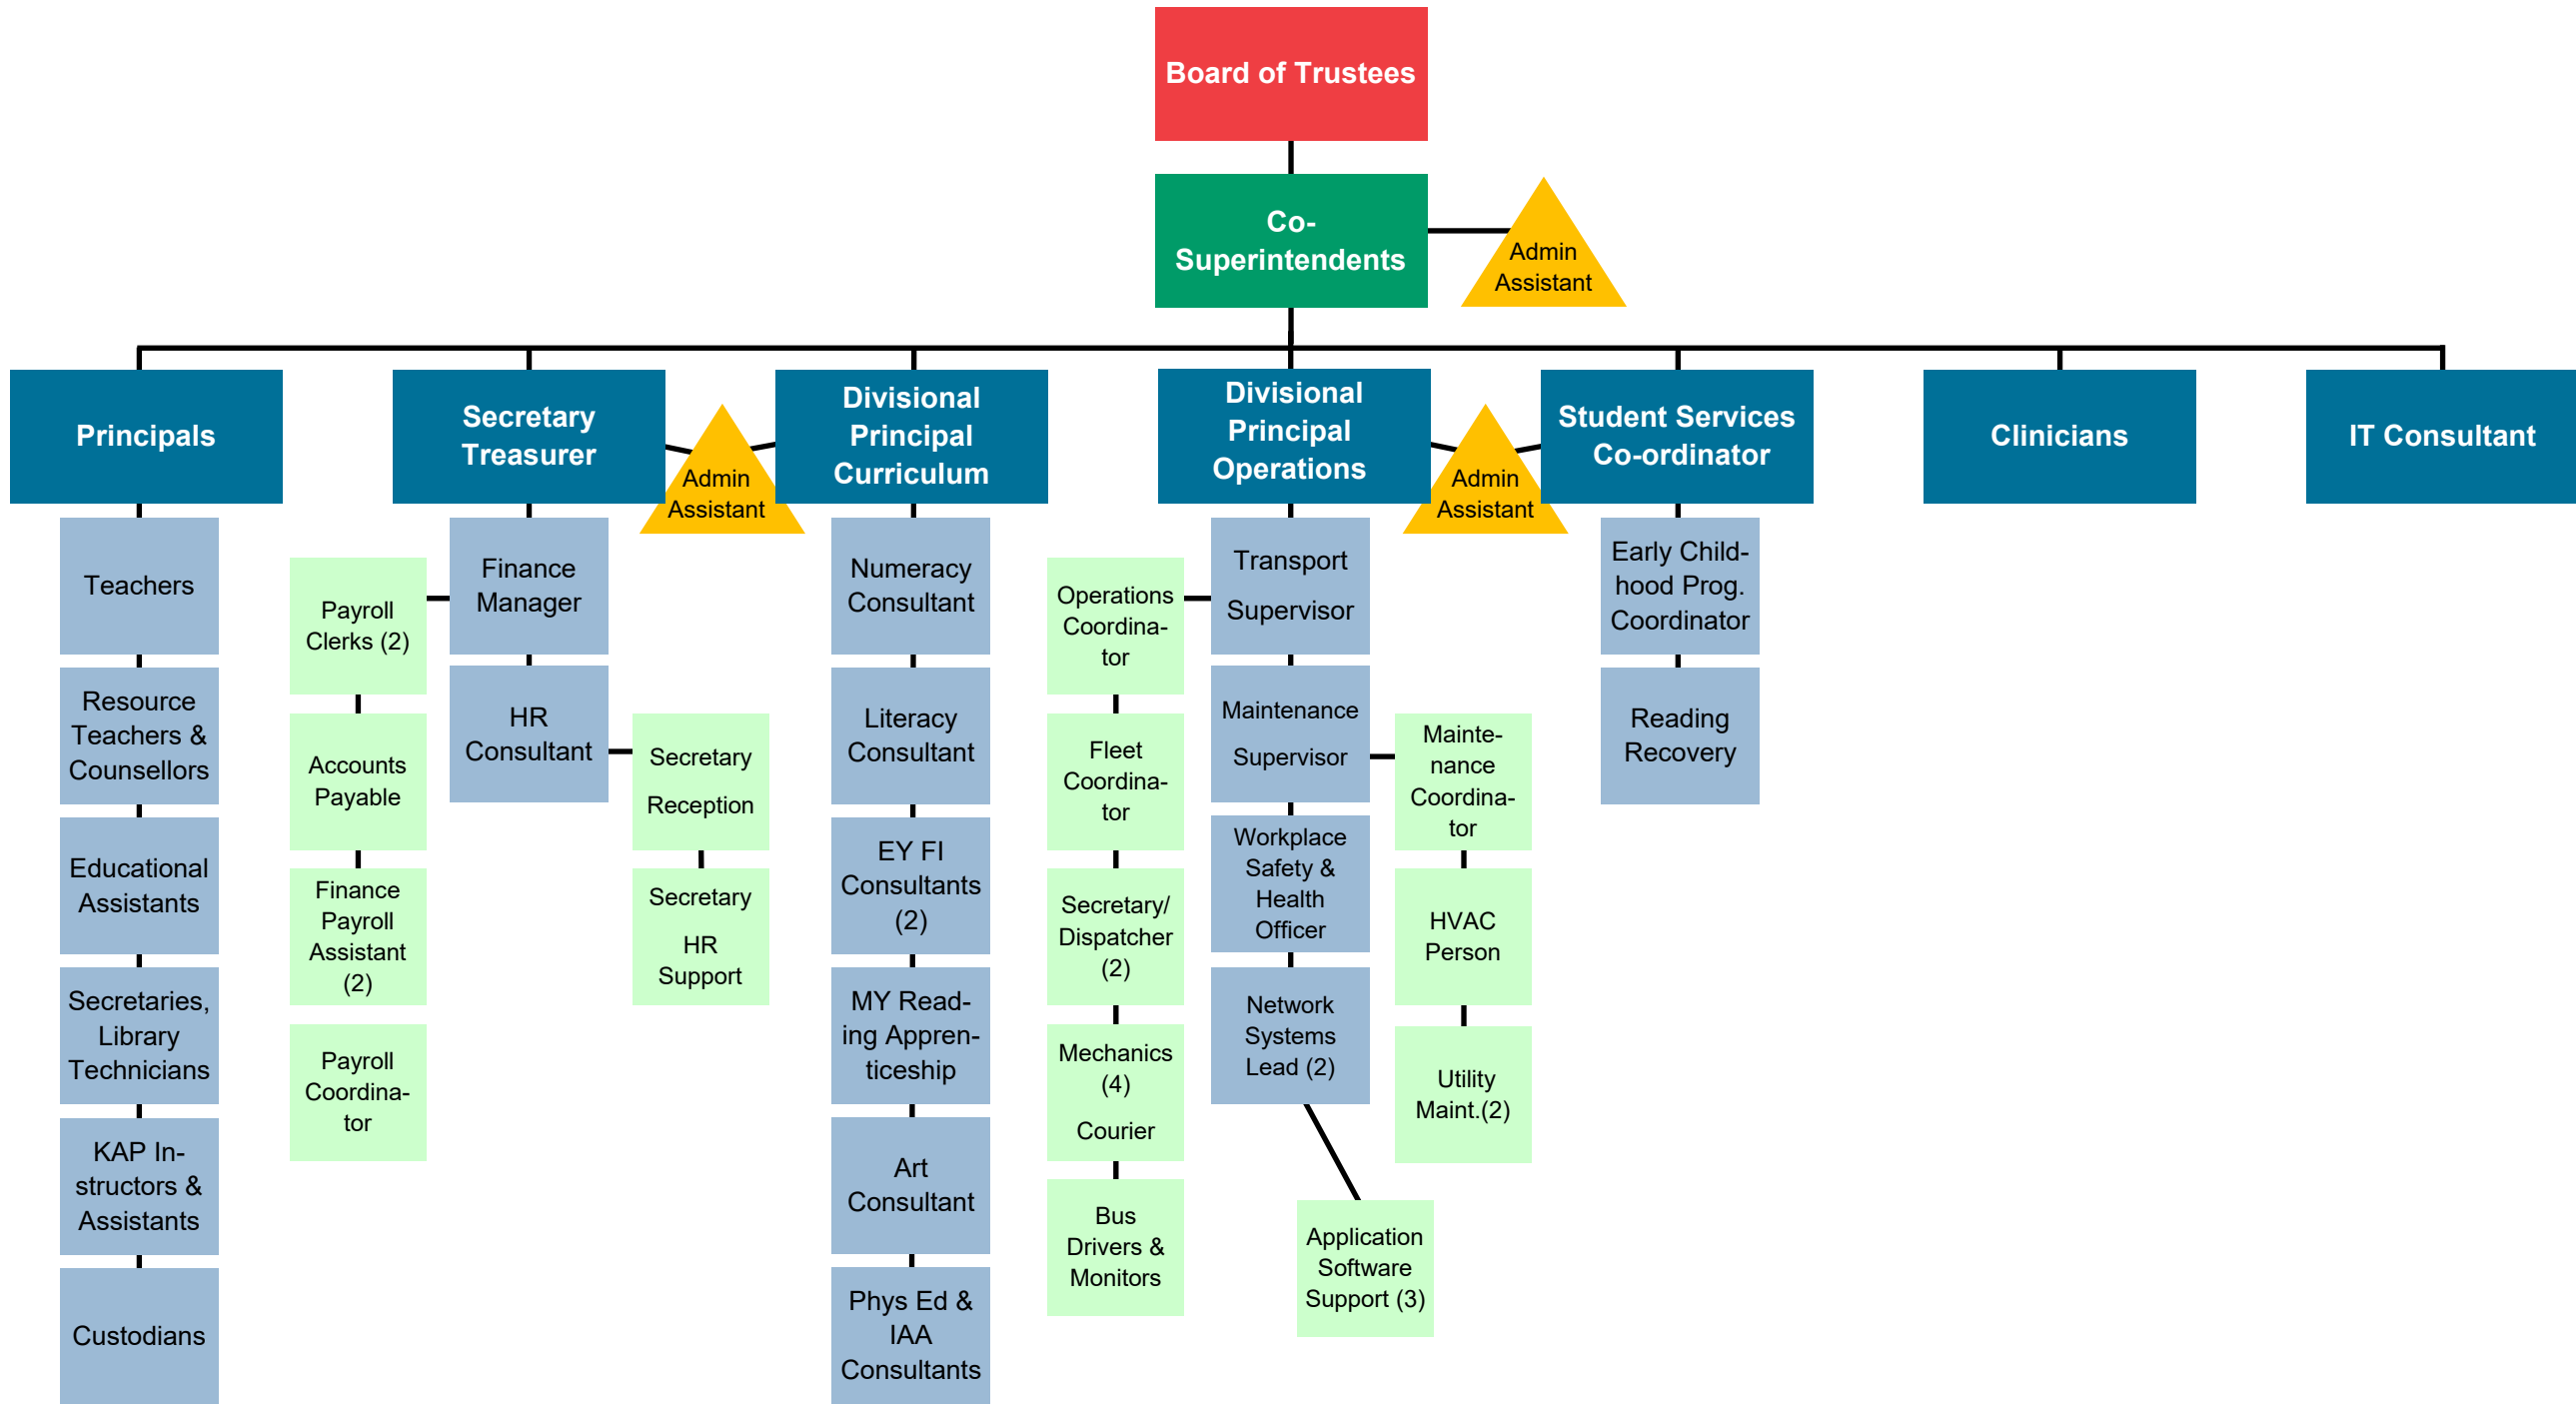 Board of Trustees
Co-
Superintendents
Admin
Assistant
Principals
Secretary
Treasurer
Admin
Assistant
Divisional
Principal
Curriculum
Divisional
Principal
Operations
Admin
Assistant
Student Services
Co-ordinator
Clinicians
IT Consultant
Teachers
Resource
Teachers &
Counsellors
Educational
Assistants
Secretaries,
Library
Technicians
KAP In-
structors &
Assistants
Custodians
Payroll
Clerks (2)
Accounts
Payable
Finance
Payroll
Assistant
(2)
Payroll
Coordina-
tor
Finance
Manager
HR
Consultant
Secretary
Reception
Secretary
HR
Support
Numeracy
Consultant
Literacy
Consultant
EY FI
Consultants
(2)
MY Read-
ing Appren-
ticeship
Art
Consultant
Phys Ed &
IAA
Consultants
Operations
Coordina-
tor
Fleet
Coordina-
tor
Secretary/
Dispatcher
(2)
Mechanics
(4)
Courier
Bus
Drivers &
Monitors
Transport
Supervisor
Maintenance
Supervisor
Workplace
Safety &
Health
Officer
Network
Systems
Lead (2)
Application
Software
Support (3)
Mainte-
nance
Coordina-
tor
HVAC
Person
Utility
Maint.(2)
Early Child-
hood Prog.
Coordinator
Reading
Recovery